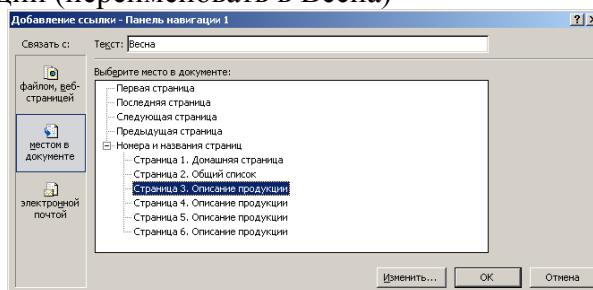 ции (переименовать в Весна)
Добавление ссылки - Панель навигации 1
Связать с:
Текст: Весна
Выберите место в документе:
файлом, веб-
страницей
местом в
документе
электронной
почтой
Первая страница
Последняя страница
Следующая страница
Предыдущая страница
Номера и названия страниц
Страница 1. Домашняя страница
Страница 2. Общий список
Страница 3. Описание продукции
Страница 4. Описание продукции
Страница 5. Описание продукции
Страница 6. Описание продукции
Изменить...
ОК
Отмена